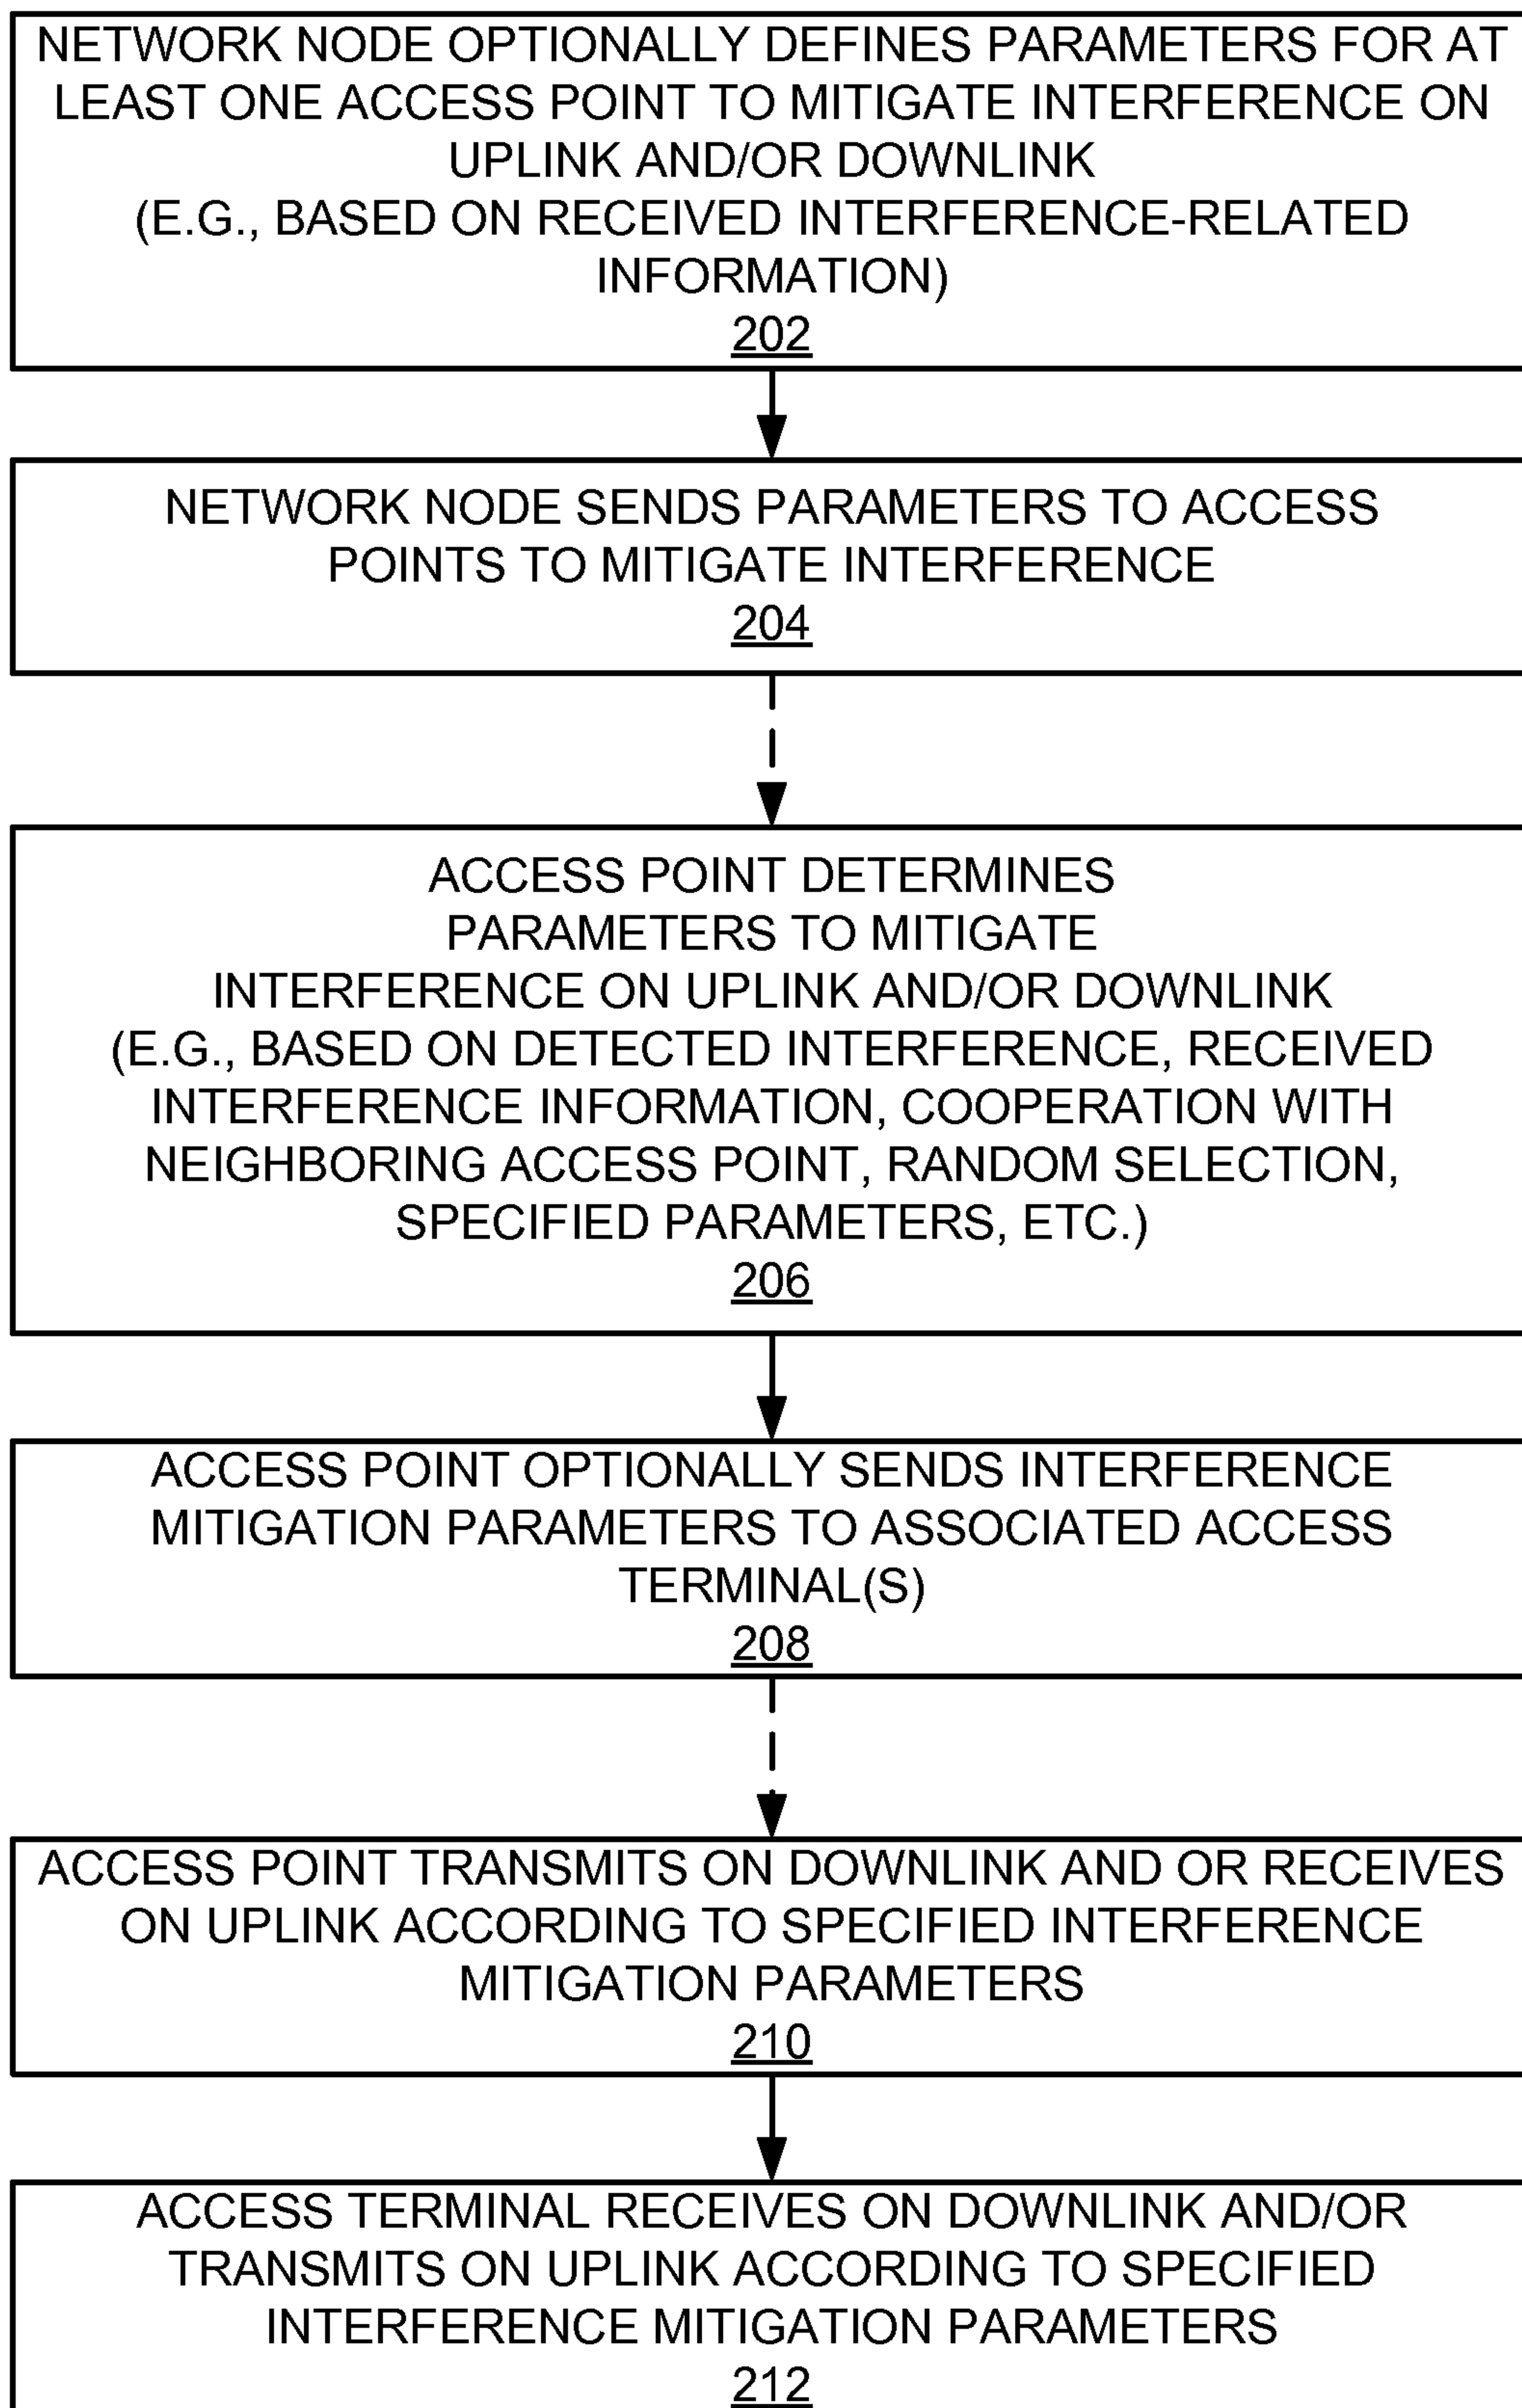 NETWORK NODE OPTIONALLY DEFINES PARAMETERS FOR AT
LEAST ONE ACCESS POINT TO MITIGATE INTERFERENCE ON
UPLINK AND/OR DOWNLINK
(E.G., BASED ON RECEIVED INTERFERENCE-RELATED
INFORMATION)
202
NETWORK NODE SENDS PARAMETERS TO ACCESS
POINTS TO MITIGATE INTERFERENCE
204
ACCESS POINT DETERMINES
PARAMETERS TO MITIGATE
INTERFERENCE ON UPLINK AND/OR DOWNLINK
(E.G., BASED ON DETECTED INTERFERENCE, RECEIVED
INTERFERENCE INFORMATION, COOPERATION WITH
NEIGHBORING ACCESS POINT, RANDOM SELECTION,
SPECIFIED PARAMETERS, ETC.)
206
ACCESS POINT OPTIONALLY SENDS INTERFERENCE
MITIGATION PARAMETERS TO ASSOCIATED ACCESS
TERMINAL(S)
208
ACCESS POINT TRANSMITS ON DOWNLINK AND OR RECEIVES
ON UPLINK ACCORDING TO SPECIFIED INTERFERENCE
MITIGATION PARAMETERS
210
ACCESS TERMINAL RECEIVES ON DOWNLINK AND/OR
TRANSMITS ON UPLINK ACCORDING TO SPECIFIED
INTERFERENCE MITIGATION PARAMETERS
212